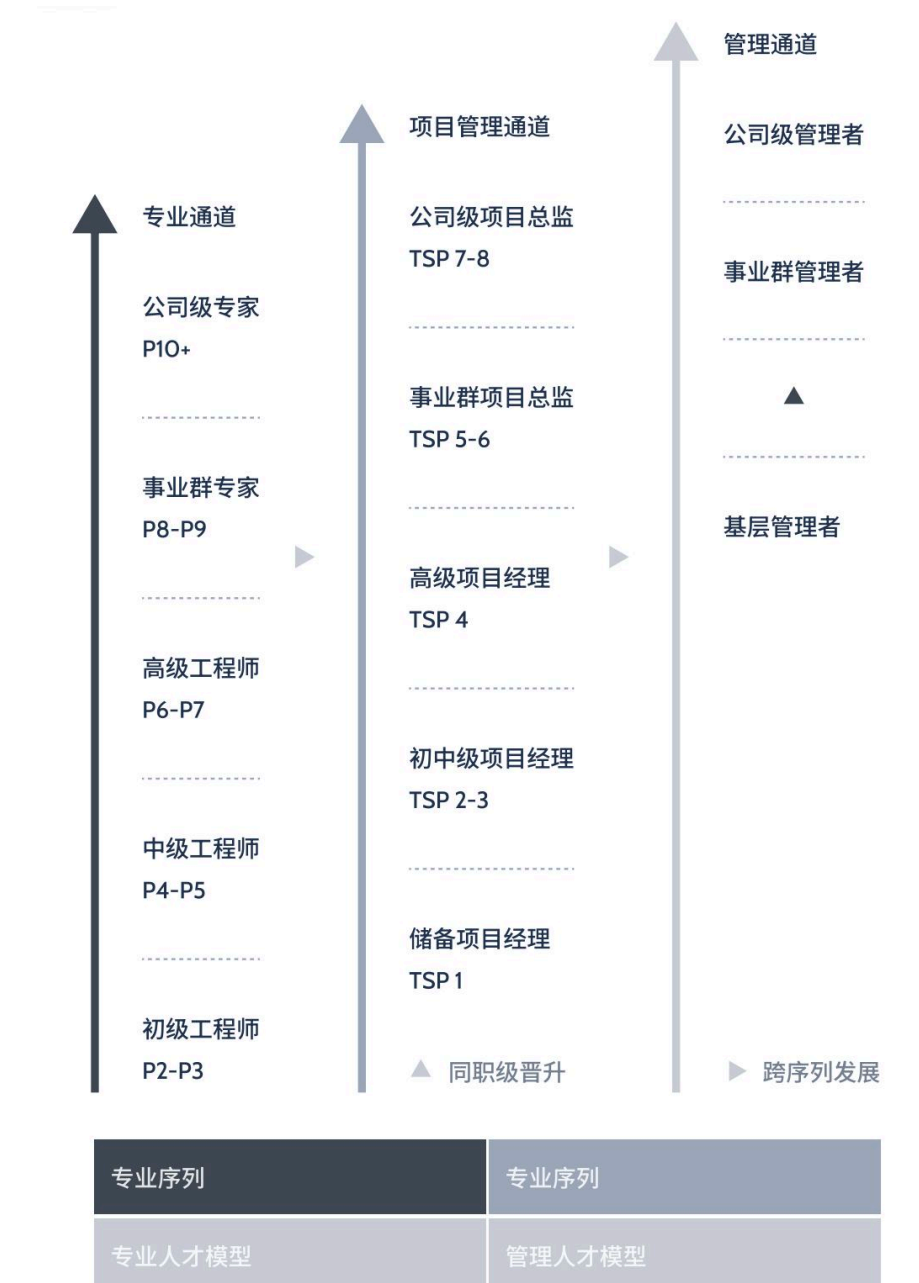 专业通道
公司级专家
P10+
事业群专家
P8-P9
高级工程师
P6-P7
中级工程师
P4-P5
初级工程师
P2-P3
项目管理通道
公司级项目总监
TSP 7-8
事业群项目总监
TSP 5-6
高级项目经理
TSP 4
初中级项目经理
TSP 2-3
储备项目经理
TSP 1
同职级晋升
管理通道
公司级管理者
事业群管理者
基层管理者
跨序列发展
专业序列
专业序列
专业人才模型
管理人才模型